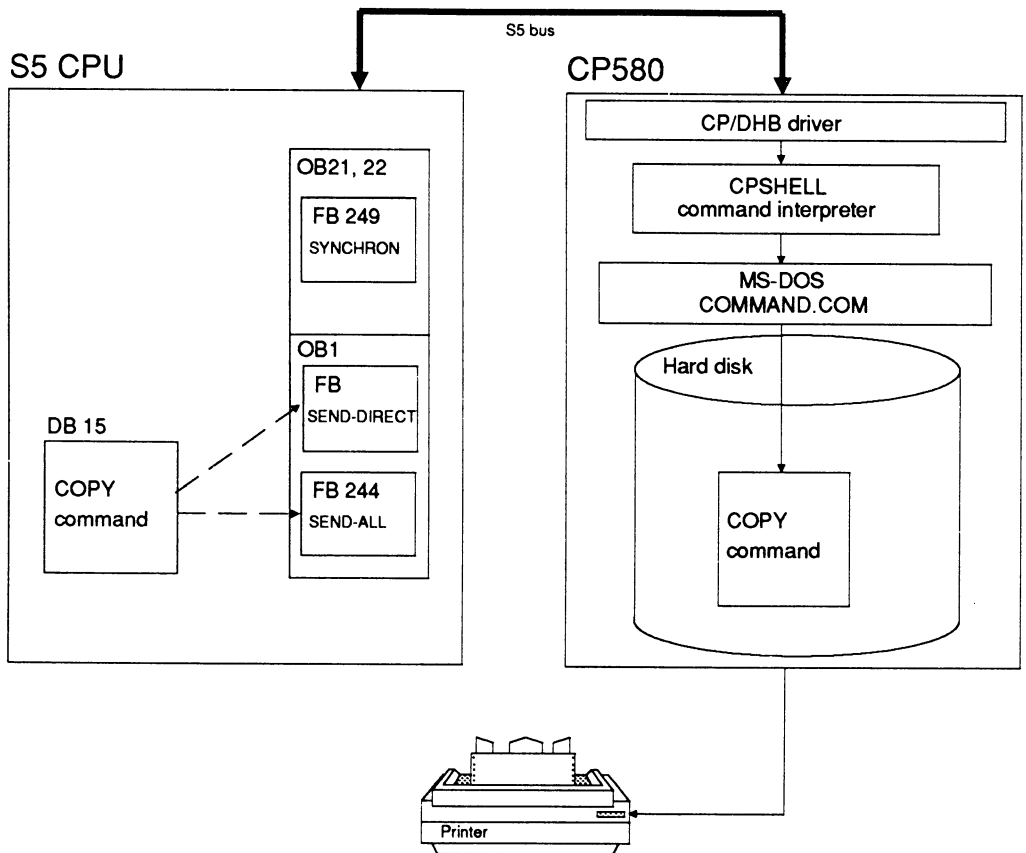 S5 bus
S5 CPU
OB21, 22
FB 249
SYNCHRON
OB1
FB
SEND-DIRECT
FB 244
SEND-ALL
DB 15
COPY
command
CP580
CP/DHB driver
CPSHELL
command interpreter
MS-DOS
COMMAND.COM
Hard disk
COPY
command
Printer